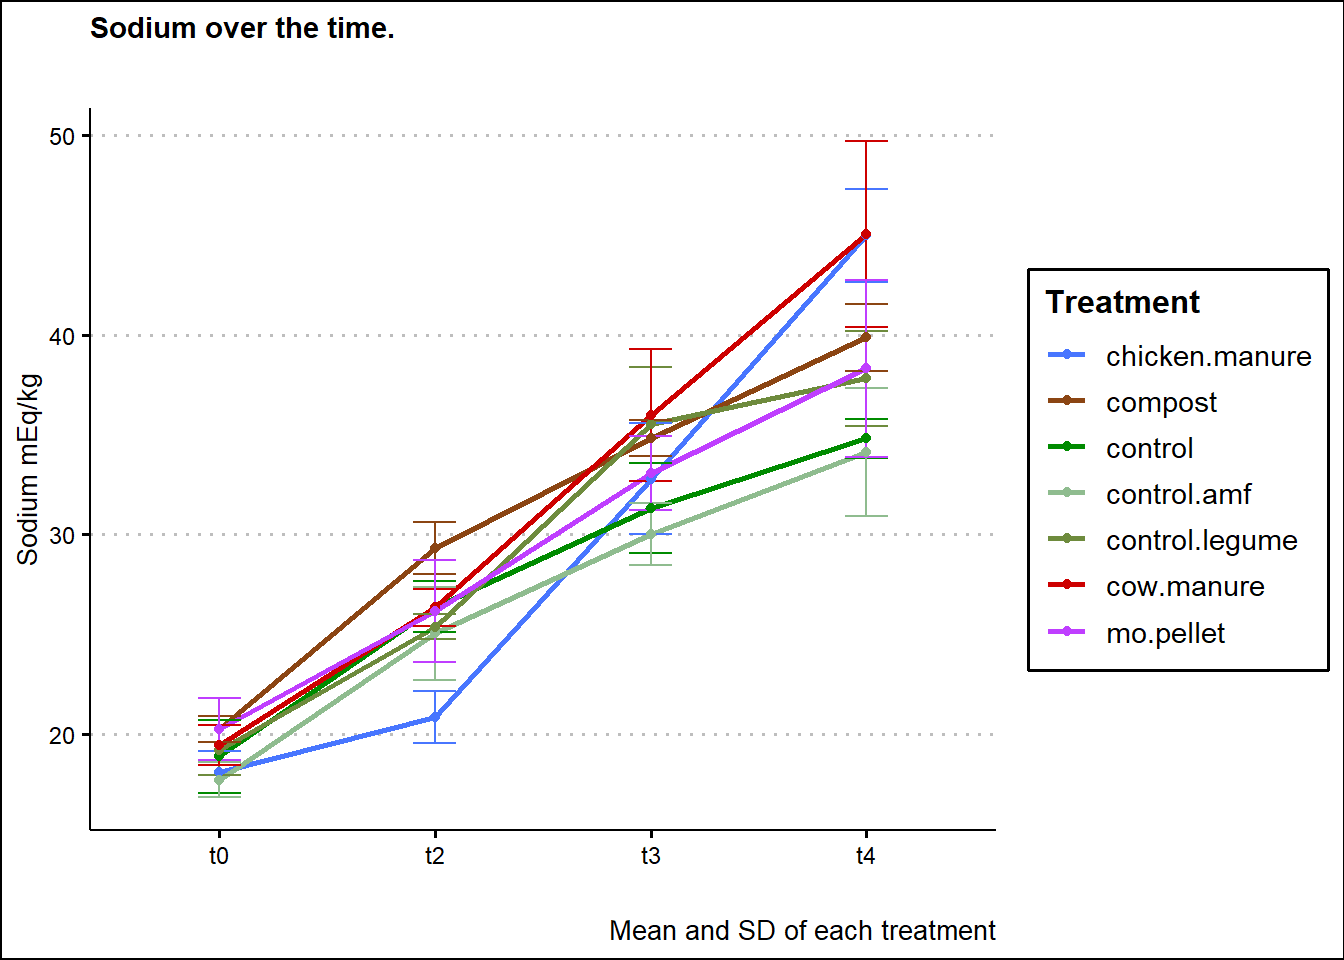 Sodium over the time.
50
40
30
20
Sodium mEq/kg
t0 t2 t3 t4
Mean and SD of each treatment
Treatment
chicken.manure
compost
control
control.amf
control.legume
cow.manure
mo.pellet